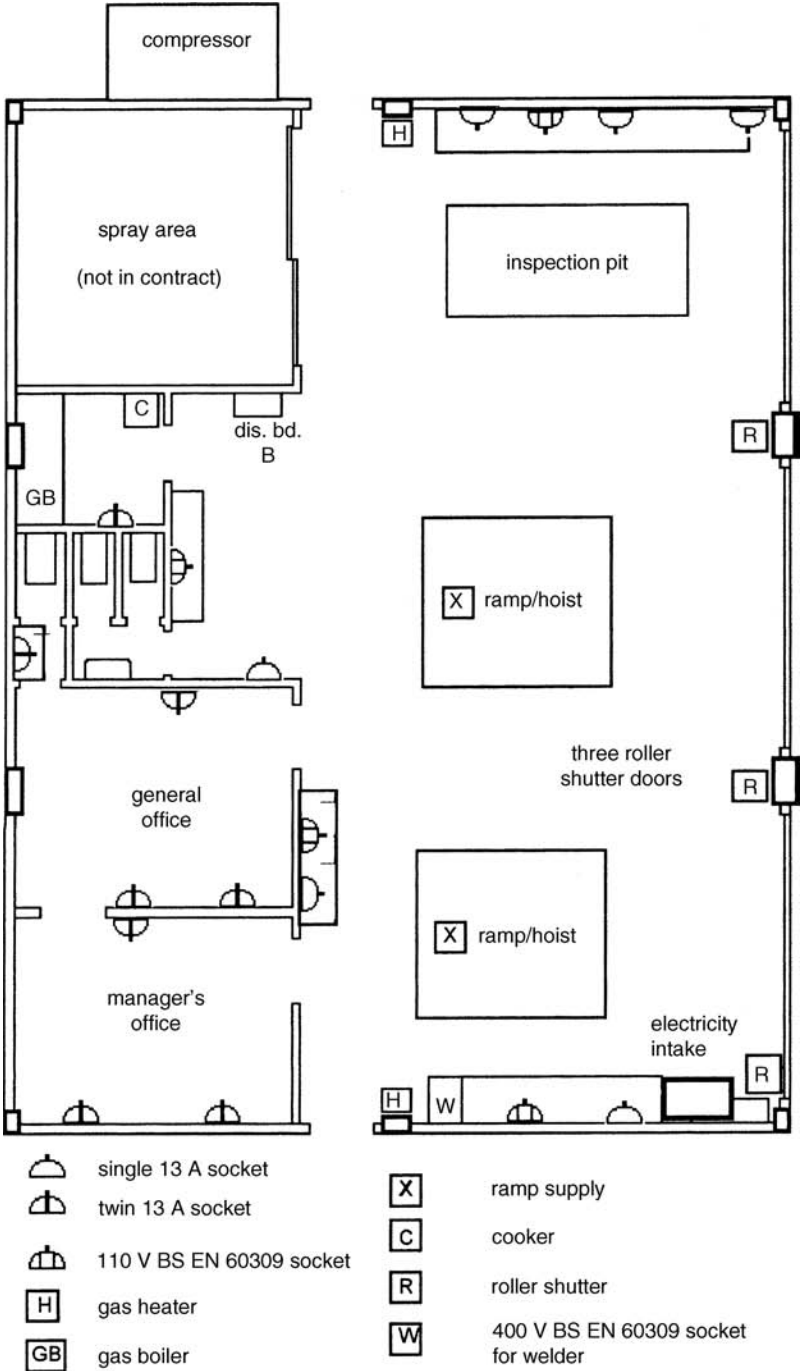 compressor
H
spray area
(not in contract)
inspection pit
C
dis. bd.
B
R
GB
X ramp/hoist
three roller
shutter doors
R
general
office
X ramp/hoist
manager's
office
electricity
intake
R
H
W
single 13 A socket
twin 13 A socket
110 V BS EN 60309 socket
H gas heater
GB gas boiler
X ramp supply
C cooker
R roller shutter
W 400 V BS EN 60309 socket
for welder